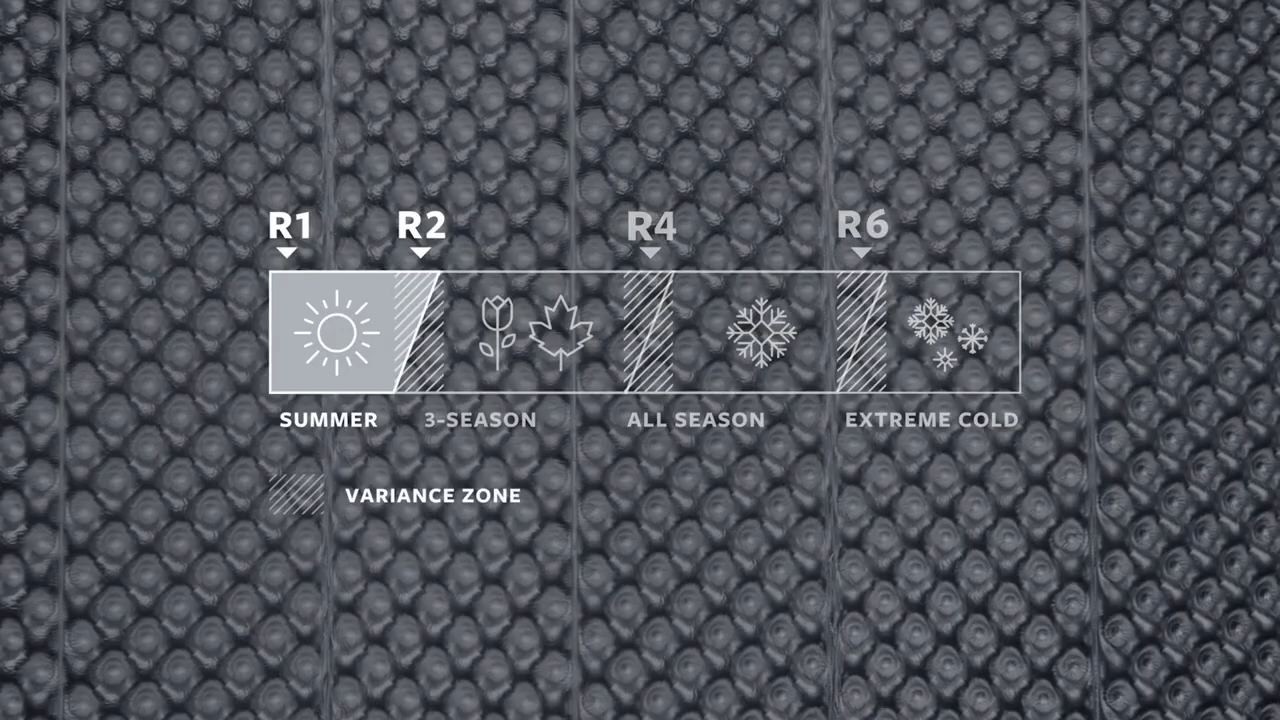 R1 R2 R4 R6
SUMMER 3-SEASON ALL SEASON EXTREME COLD
VARIANCE ZONE